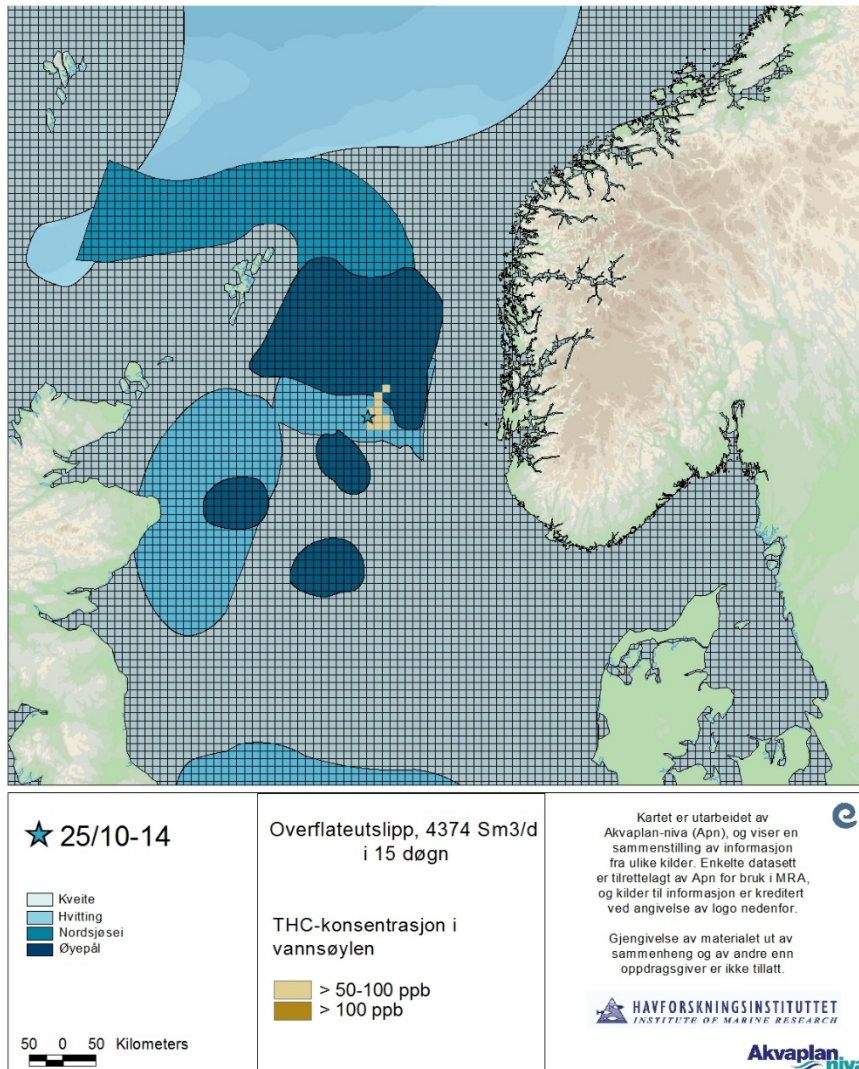 25/10-14
Kveite
Hvitting
Nordsjøsei
Øyepål
50 0 50 Kilometers
Overflateutslipp, 4374 Sm3/d
i 15 døgn
THC-konsentrasjon i
vannsøylen
> 50-100 ppb
> 100 ppb
Kartet er utarbeidet av
Akvaplan-niva (Apn), og viser en
sammenstilling av informasjon
fra ulike kilder. Enkelte datasett
er tilrettelagt av Apn for bruk i MRA,
og kilder til informasjon er kreditert
ved angivelse av logo nedenfor.
Gjengivelse av materialet ut av
sammenheng og av andre enn
oppdragsgiver er ikke tillatt.
HAVFORSKNINGSINSTITUTTET
INSTITUTE OF MARINE RESEARCH
Akvaplan
niva